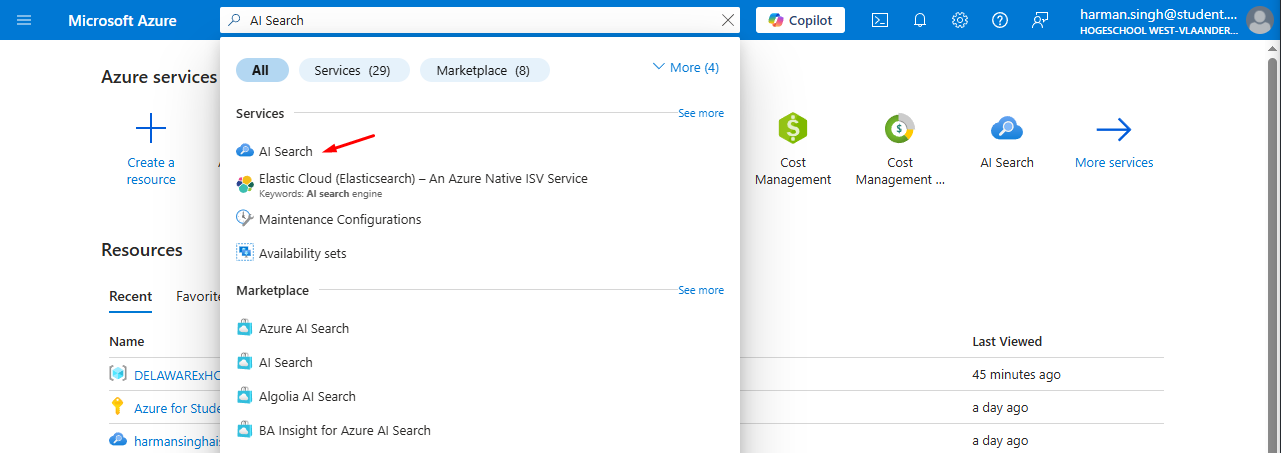 Microsoft Azure
AI Search
Copilot
harman.singh@student....
HOGESCHOOL WEST-VLAANDER...
Azure services
All
Services (29)
Marketplace (8)
More (4)
Services
See more
AI Search
Elastic Cloud (Elasticsearch) – An Azure Native ISV Service
Keywords: AI search engine
Maintenance Configurations
Availability sets
Marketplace
See more
Azure AI Search
AI Search
Algolia AI Search
BA Insight for Azure AI Search
Create a
resource
Cost
Management
Cost
Management ...
AI Search
More services
Resources
Recent
Favorite
Name
Last Viewed
DELAWARExHO
45 minutes ago
Azure for Stude
a day ago
harmansinghais
a day ago